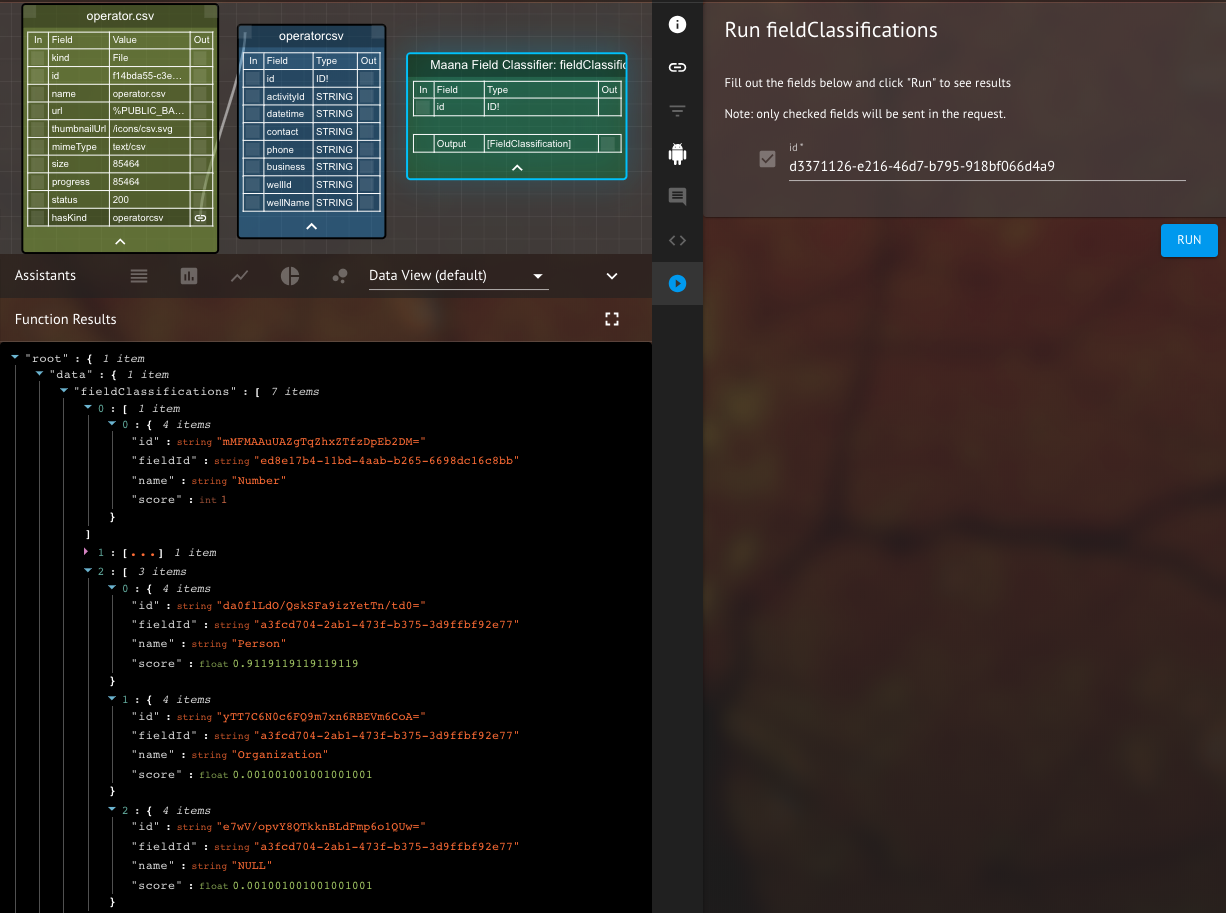 operator.csv
In Field Value Out
kind File
id f14bda55-c3e...
name operator.csv
url %PUBLIC_BA...
thumbnailUrl /icons/csv.svg
mimeType text/csv
size 85464
progress 85464
status 200
hasKind operatorcsv
operatorcsv
In Field Type Out
id ID!
activityId STRING
datetime STRING
contact STRING
phone STRING
business STRING
wellId STRING
wellName STRING
Maana Field Classifier: fieldClassific
In Field Type Out
id ID!
Output [FieldClassification]
Assistants
Data View (default)
Function Results
"root" : { 1 item
"data" : { 1 item
"fieldClassifications" : [ 7 items
0 : [ 1 item
0 : { 4 items
"id" : string "mMFMAAuUAZgTqZhxZTfzDpEb2DM="
"fieldId" : string "ed8e17b4-11bd-4aab-b265-6698dc16c8bb"
"name" : string "Number"
"score" : int 1
}
]
1 : [...] 1 item
2 : [ 3 items
0 : { 4 items
"id" : string "da0flLdO/QskSFa9izYetTn/td0="
"fieldId" : string "a3fcd704-2ab1-473f-b375-3d9ffbf92e77"
"name" : string "Person"
"score" : float 0.9119119119119119
}
1 : { 4 items
"id" : string "yTT7C6N0c6FQ9m7xn6RBEVm6CoA="
"fieldId" : string "a3fcd704-2ab1-473f-b375-3d9ffbf92e77"
"name" : string "Organization"
"score" : float 0.001001001001001001
}
2 : { 4 items
"id" : string "e7wV/opvY8QTkknBLdFmp6o1QUw="
"fieldId" : string "a3fcd704-2ab1-473f-b375-3d9ffbf92e77"
"name" : string "NULL"
"score" : float 0.001001001001001001
}
Run fieldClassifications
Fill out the fields below and click "Run" to see results
Note: only checked fields will be sent in the request.
id *
d3371126-e216-46d7-b795-918bf066d4a9
RUN